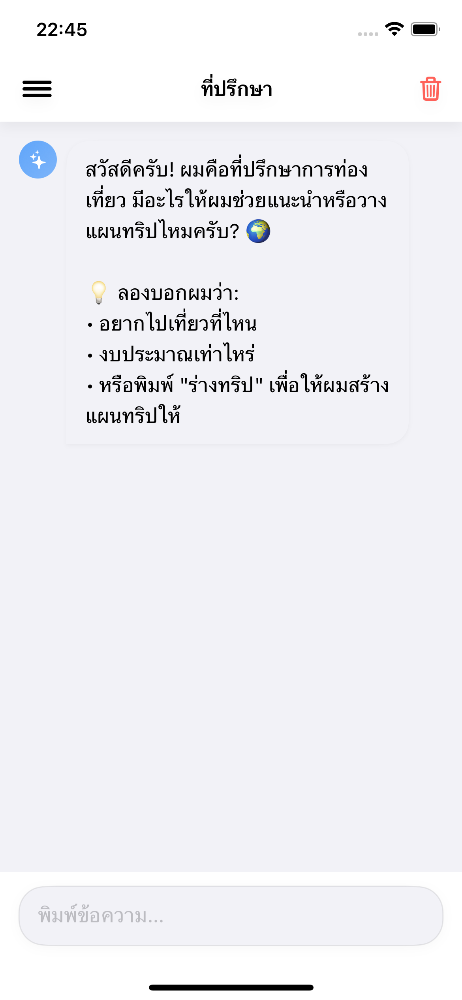 22:45
ที่ปรึกษา
สวัสดีครับ! ผมคือที่ปรึกษาการท่อง
เที่ยว มีอะไรให้ผมช่วยแนะนำหรือวาง
แผนทริปไหมครับ? 🌍
💡 ลองบอกผมว่า:
• อยากไปเที่ยวที่ไหน
• งบประมาณเท่าไหร่
• หรือพิมพ์ "ร่างทริป" เพื่อให้ผมสร้าง
แผนทริปให้
พิมพ์ข้อความ...